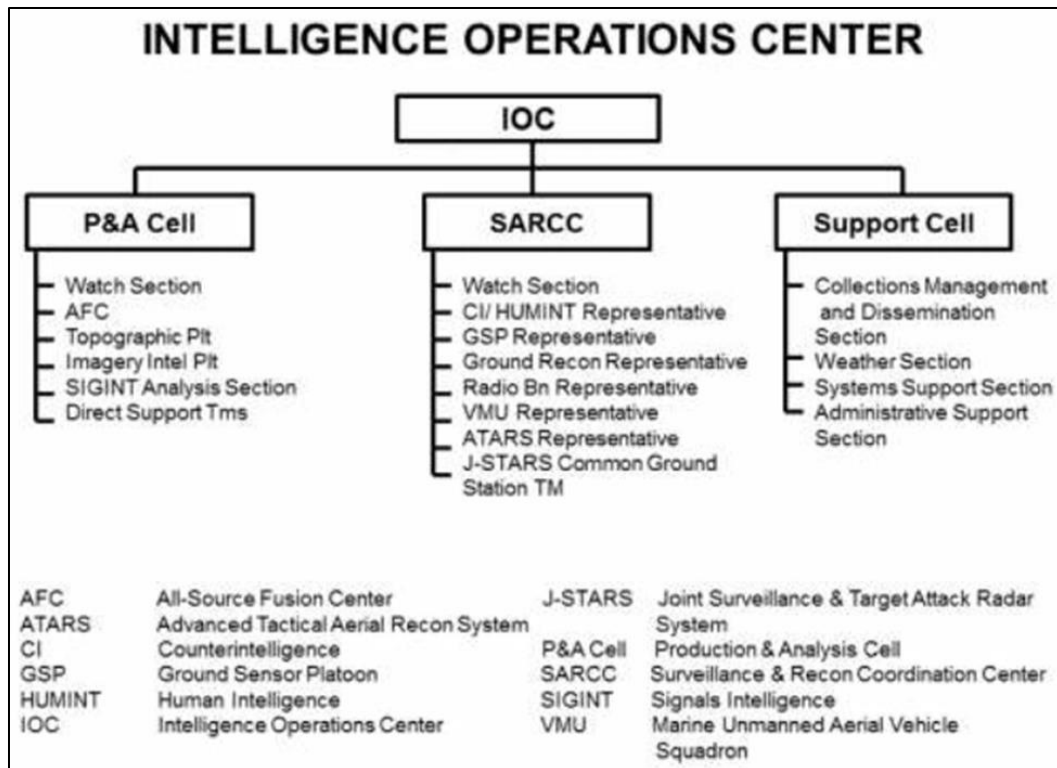 INTELLIGENCE OPERATIONS CENTER
IOC
P&A Cell
Watch Section
AFC
Topographic Plt
Imagery Intel Plt
SIGINT Analysis Section
Direct Support Tms
SARCC
Watch Section
CI/ HUMINT Representative
GSP Representative
Ground Recon Representative
Radio Bn Representative
VMU Representative
ATARS Representative
J-STARS Common Ground
Station TM
Support Cell
Collections Management
and Dissemination
Section
Weather Section
Systems Support Section
Administrative Support
Section
AFC All-Source Fusion Center
ATARS Advanced Tactical Aerial Recon System
CI Counterintelligence
GSP Ground Sensor Platoon
HUMINT Human Intelligence
IOC Intelligence Operations Center
J-STARS Joint Surveillance & Target Attack Radar
System
P&A Cell Production & Analysis Cell
SARCC Surveillance & Recon Coordination Center
SIGINT Signals Intelligence
VMU Marine Unmanned Aerial Vehicle
Squadron